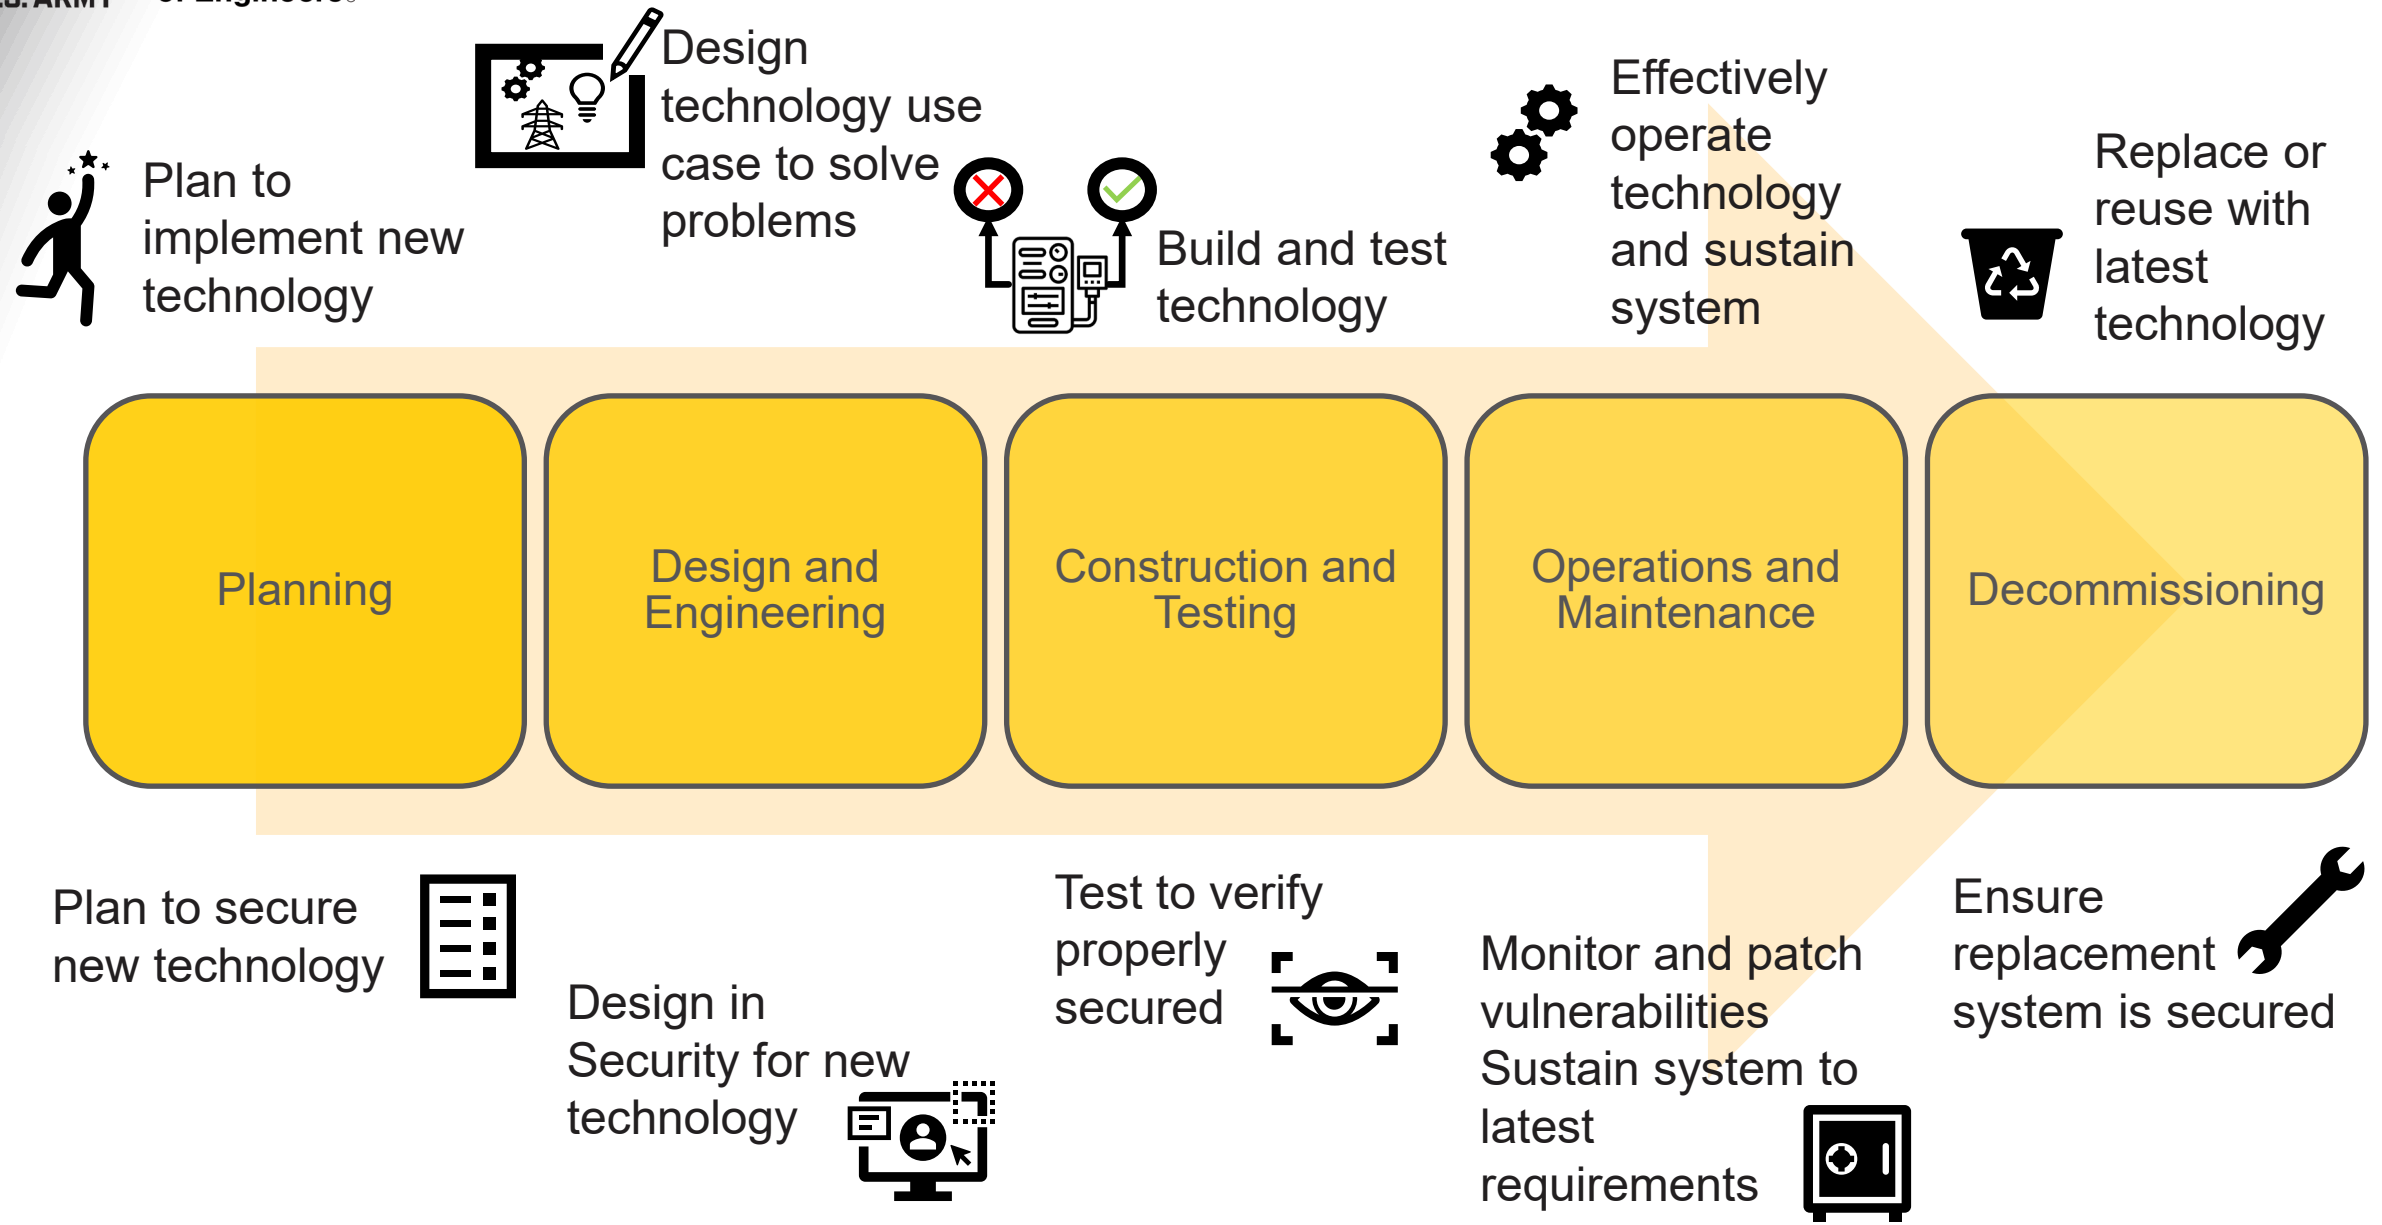 U.S. ARMY
of Engineers®
Plan to
implement new
technology
Design
technology use
case to solve
problems
Build and test
technology
Effectively
operate
technology
and sustain
system
Replace or
reuse with
latest
technology
Planning
Design and
Engineering
Construction and
Testing
Operations and
Maintenance
Decommissioning
Plan to secure
new technology
Design in
Security for new
technology
Test to verify
properly
secured
Monitor and patch
vulnerabilities
Sustain system to
latest
requirements
Ensure
replacement
system is secured